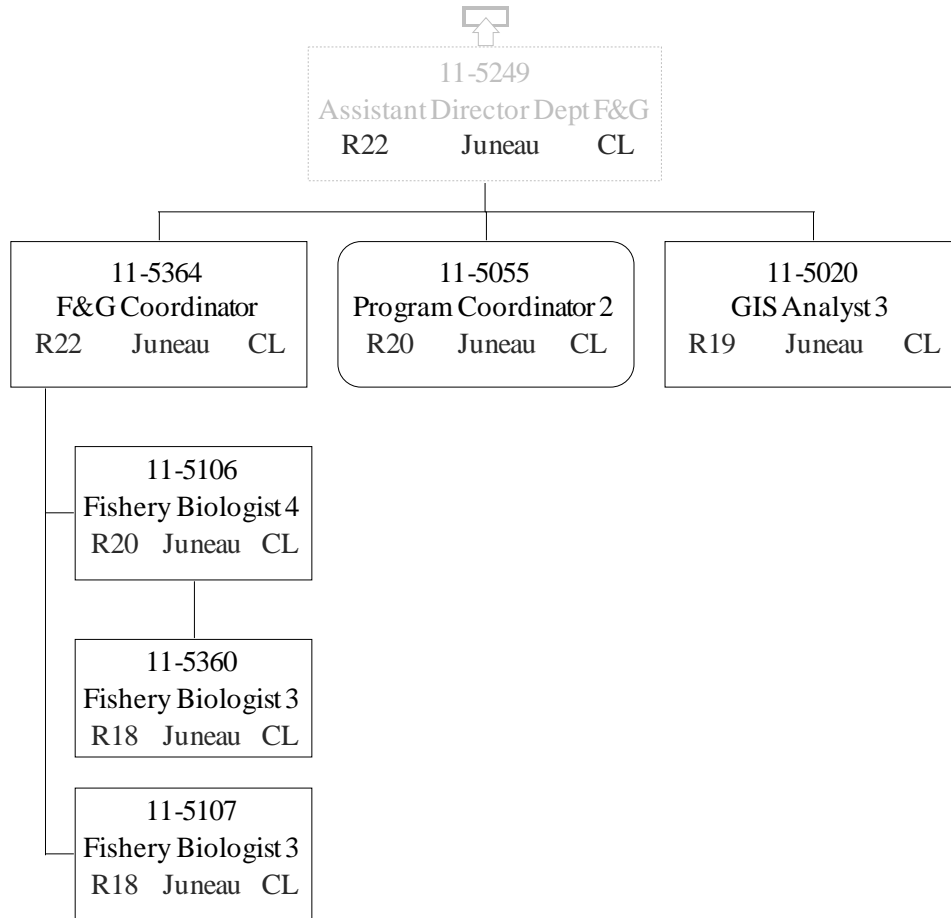 11-5249
Assistant Director Dept F&G
R22 Juneau CL
11-5364
F&G Coordinator
R22 Juneau CL
11-5055
Program Coordinator 2
R20 Juneau CL
11-5020
GIS Analyst 3
R19 Juneau CL
11-5106
Fishery Biologist 4
R20 Juneau CL
11-5360
Fishery Biologist 3
R18 Juneau CL
11-5107
Fishery Biologist 3
R18 Juneau CL